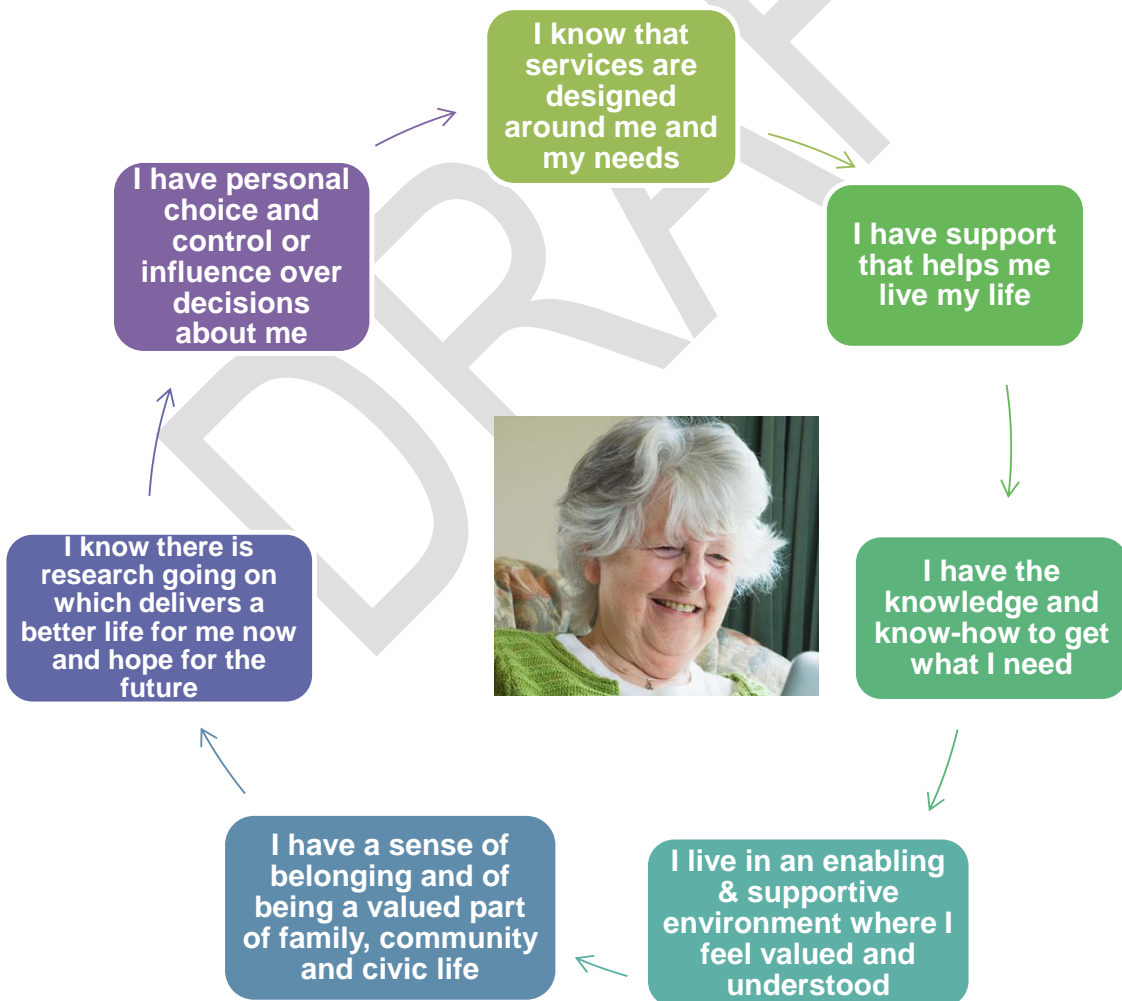 I know that
services are
designed
around me and
my needs
I have support
that helps me
live my life
I have the
knowledge and
know-how to get
what I need
I live in an enabling
& supportive
environment where I
feel valued and
understood
I have a sense of
belonging and of
being a valued part
of family, community
and civic life
I know there is
research going on
which delivers a
better life for me now
and hope for the
future
I have personal
choice and
control or
influence over
decisions
about me
DRAF